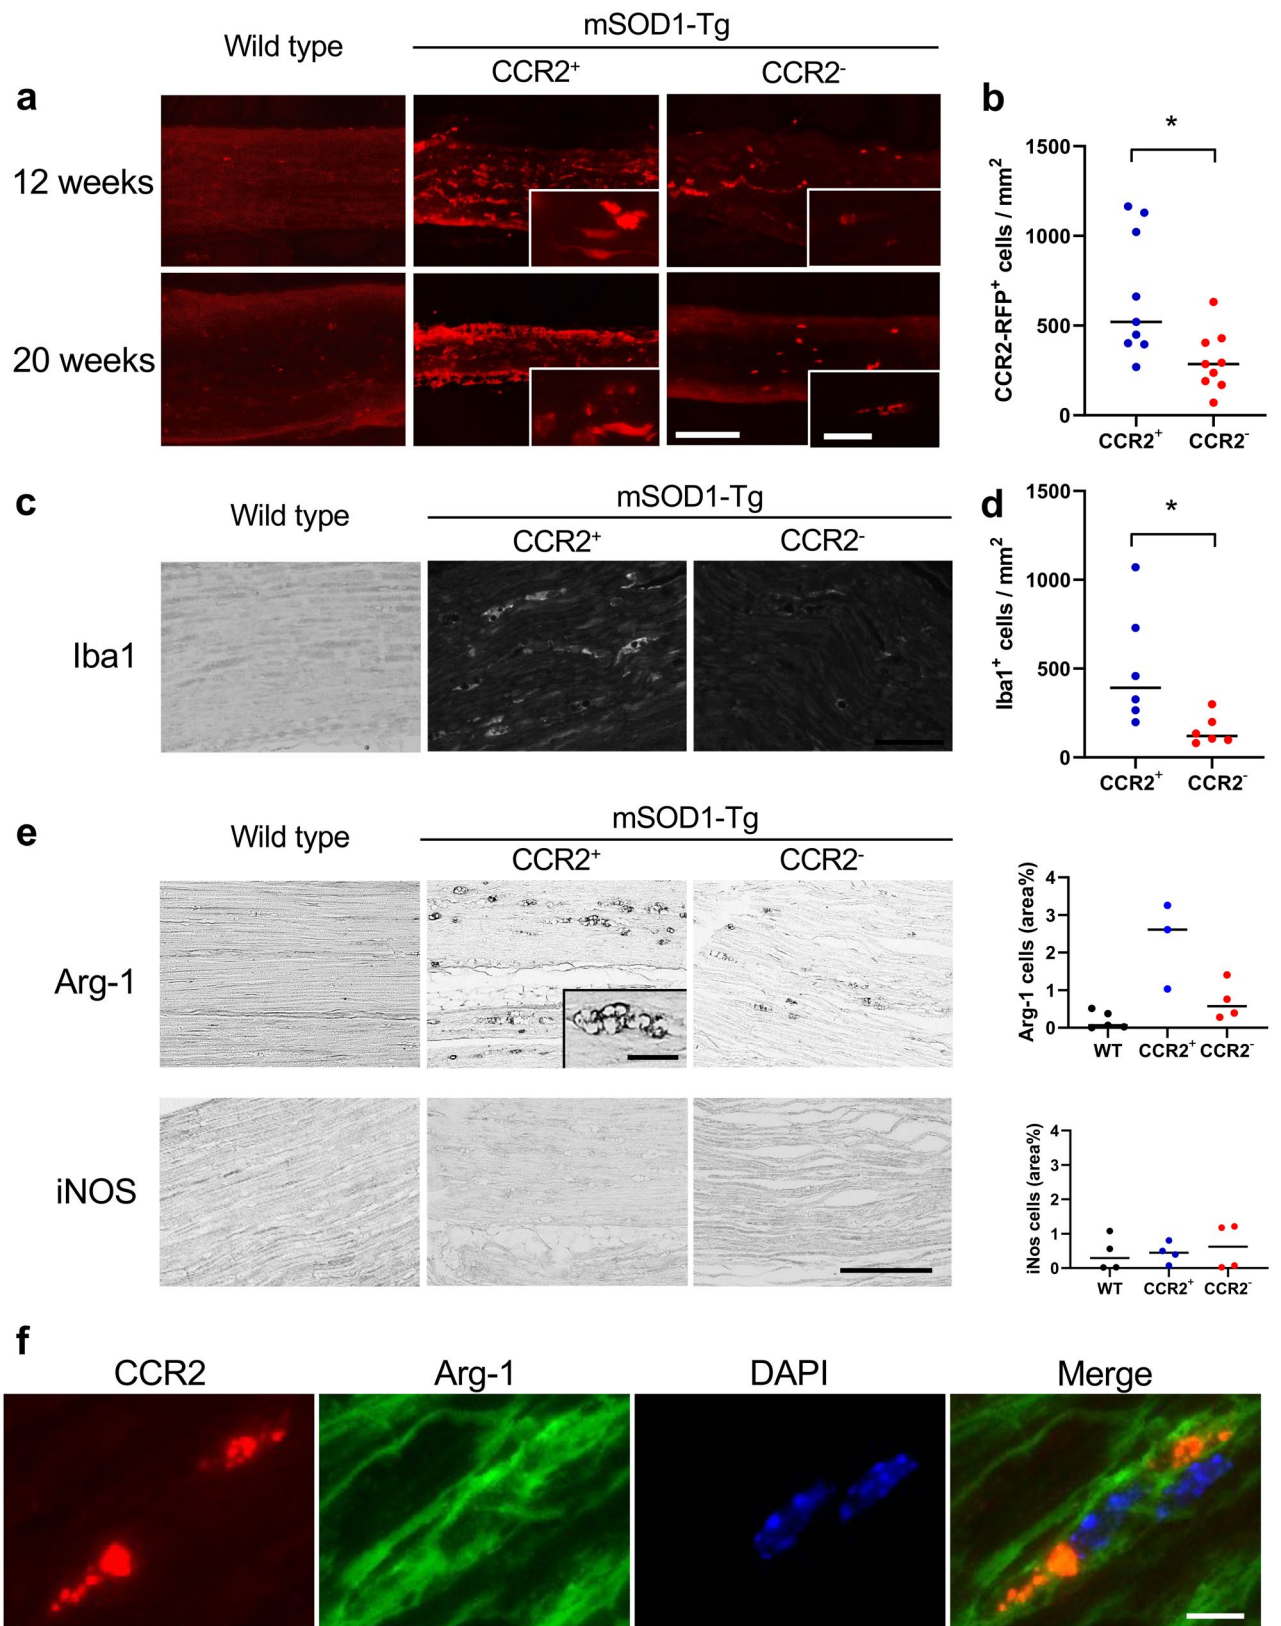 mSOD1-Tg
Wild type
CCR2⁺ CCR2⁻
a
12 weeks
20 weeks
b
*
CCR2-RFP⁺ cells / mm²
1500
1000
500
0
CCR2⁺ CCR2⁻
c
mSOD1-Tg
Wild type
CCR2⁺ CCR2⁻
Iba1
d
*
Iba1⁺ cells / mm²
1500
1000
500
0
CCR2⁺ CCR2⁻
e
mSOD1-Tg
Wild type
CCR2⁺ CCR2⁻
Arg-1
Arg-1 cells (area%)
4
3
2
1
0
WT CCR2⁺ CCR2⁻
iNOS
iNos cells (area%)
4
3
2
1
0
WT CCR2⁺ CCR2⁻
f
CCR2 Arg-1 DAPI Merge